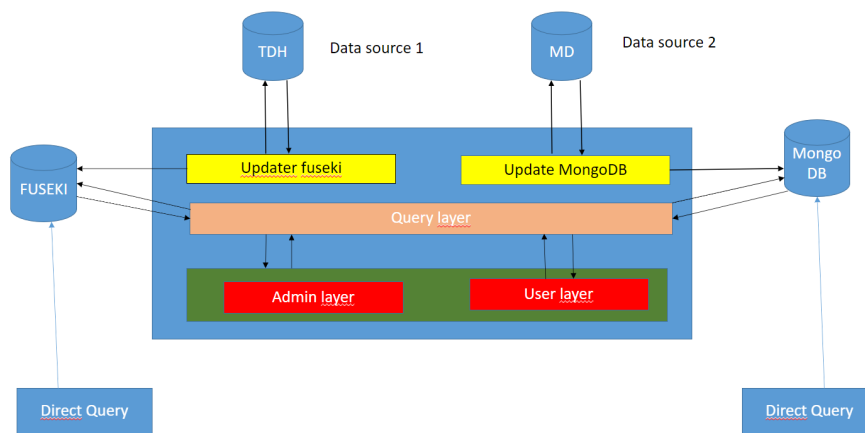 TDH
Data source 1
MD
Data source 2
FUSEKI
Updater fuseki
Update MongoDB
Mongo
DB
Query layer
Admin layer
User layer
Direct Query
Direct Query